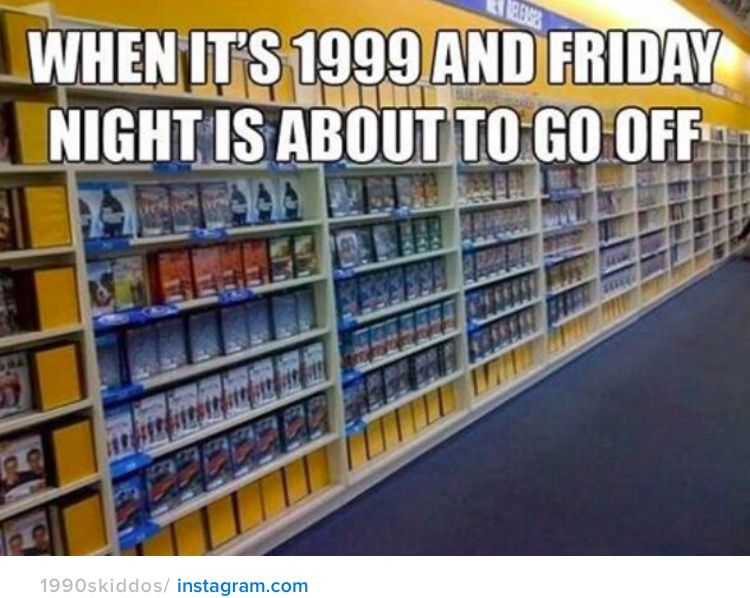 NEW RELEASES
WHEN IT'S 1999 AND FRIDAY
NIGHT IS ABOUT TO GO OFF
1990skiddos/ instagram.com